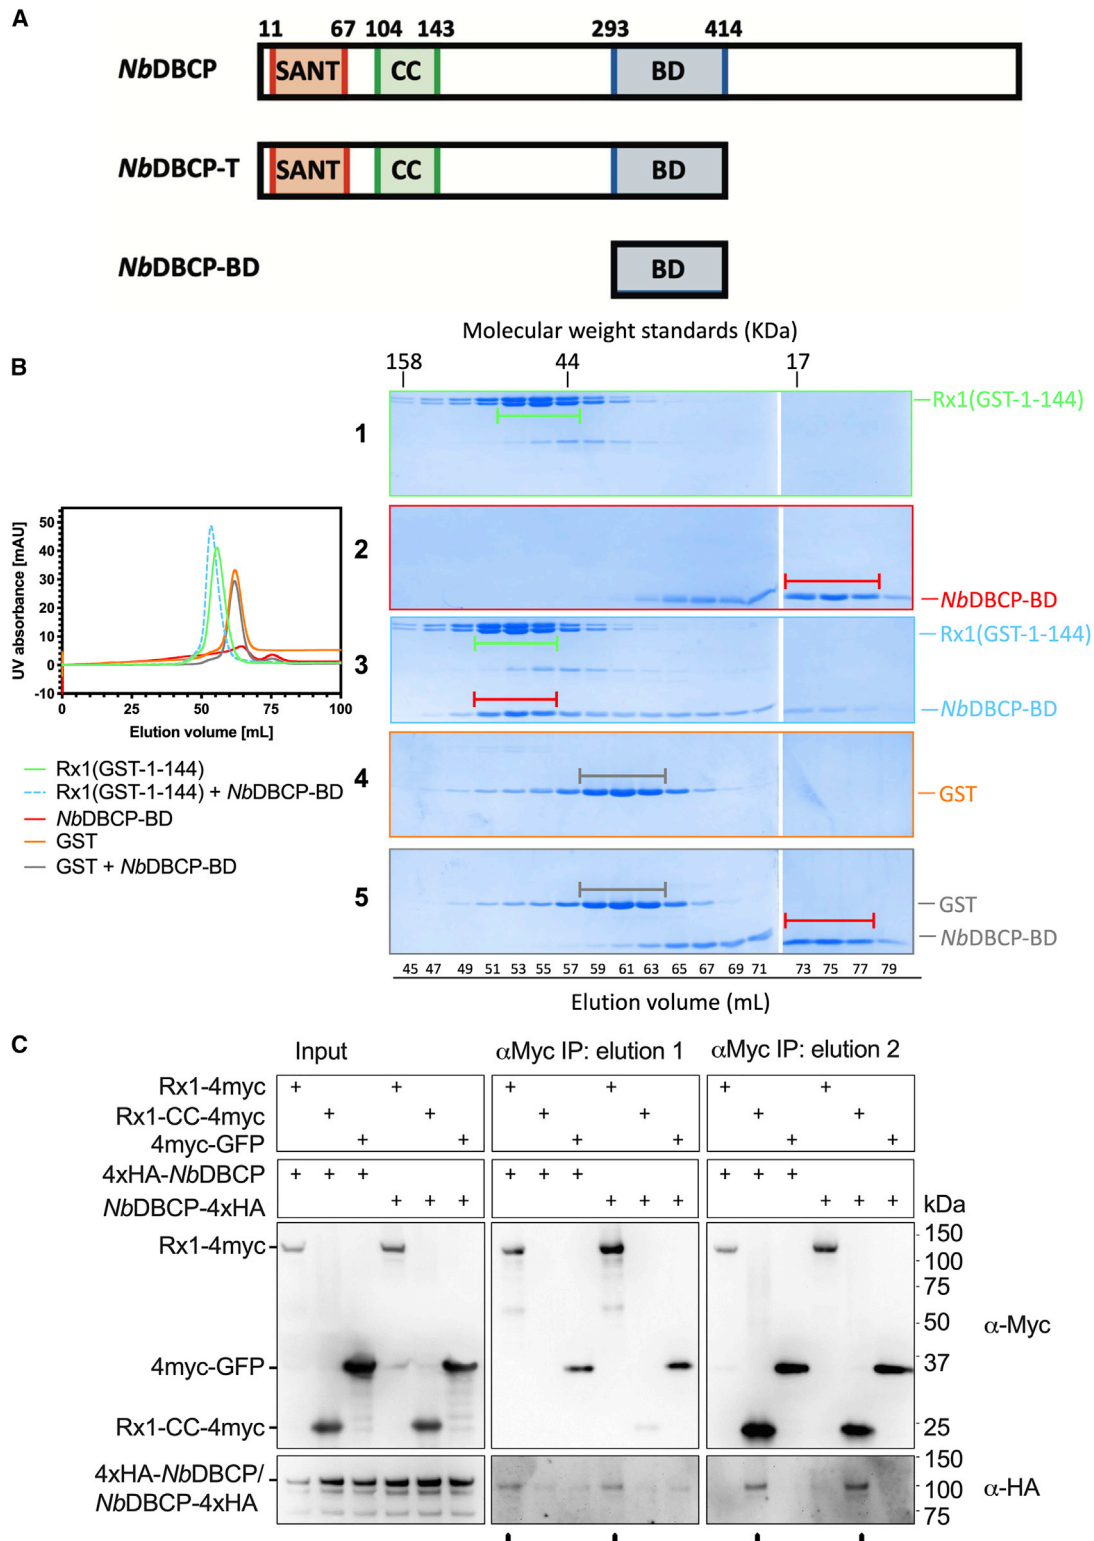 A
11 67 104 143 293 414
NbDBCP SANT CC BD
NbDBCP-T SANT CC BD
NbDBCP-BD BD
B
Molecular weight standards (KDa)
158 44 17
1 Rx1(GST-1-144)
2 NbDBCP-BD
3 Rx1(GST-1-144)
NbDBCP-BD
4 GST
5 GST
NbDBCP-BD
45 47 49 51 53 55 57 59 61 63 65 67 69 71 73 75 77 79
Elution volume (mL)
UV absorbance [mAU]
50
40
30
20
10
0
-10
0 25 50 75 100
Elution volume [mL]
Rx1(GST-1-144)
Rx1(GST-1-144) + NbDBCP-BD
NbDBCP-BD
GST
GST + NbDBCP-BD
C
Input αMyc IP: elution 1 αMyc IP: elution 2
Rx1-4myc + + + + + +
Rx1-CC-4myc + + + + + +
4myc-GFP + + + + + +
4xHA-NbDBCP + + + + + + + + +
NbDBCP-4xHA + + + + + + + + +
kDa
Rx1-4myc
4myc-GFP
Rx1-CC-4myc
150
100
75
50
37
25
α-Myc
4xHA-NbDBCP/
NbDBCP-4xHA
150
100
75
α-HA